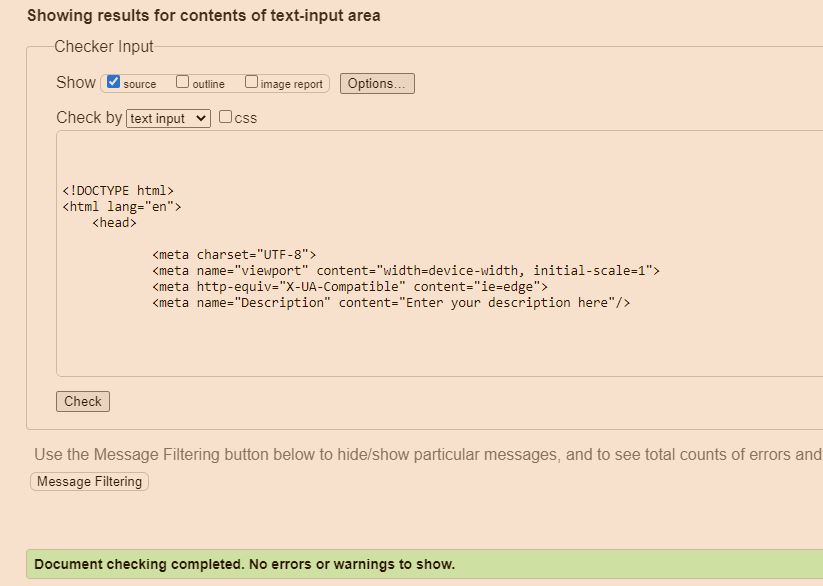 Showing results for contents of text-input area
Checker Input
Show source outline image report Options...
Check by text input css
<!DOCTYPE html>
<html lang="en">
<head>
<meta charset="UTF-8">
<meta name="viewport" content="width=device-width, initial-scale=1">
<meta http-equiv="X-UA-Compatible" content="ie=edge">
<meta name="Description" content="Enter your description here"/>
Check
Use the Message Filtering button below to hide/show particular messages, and to see total counts of errors and
Message Filtering
Document checking completed. No errors or warnings to show.